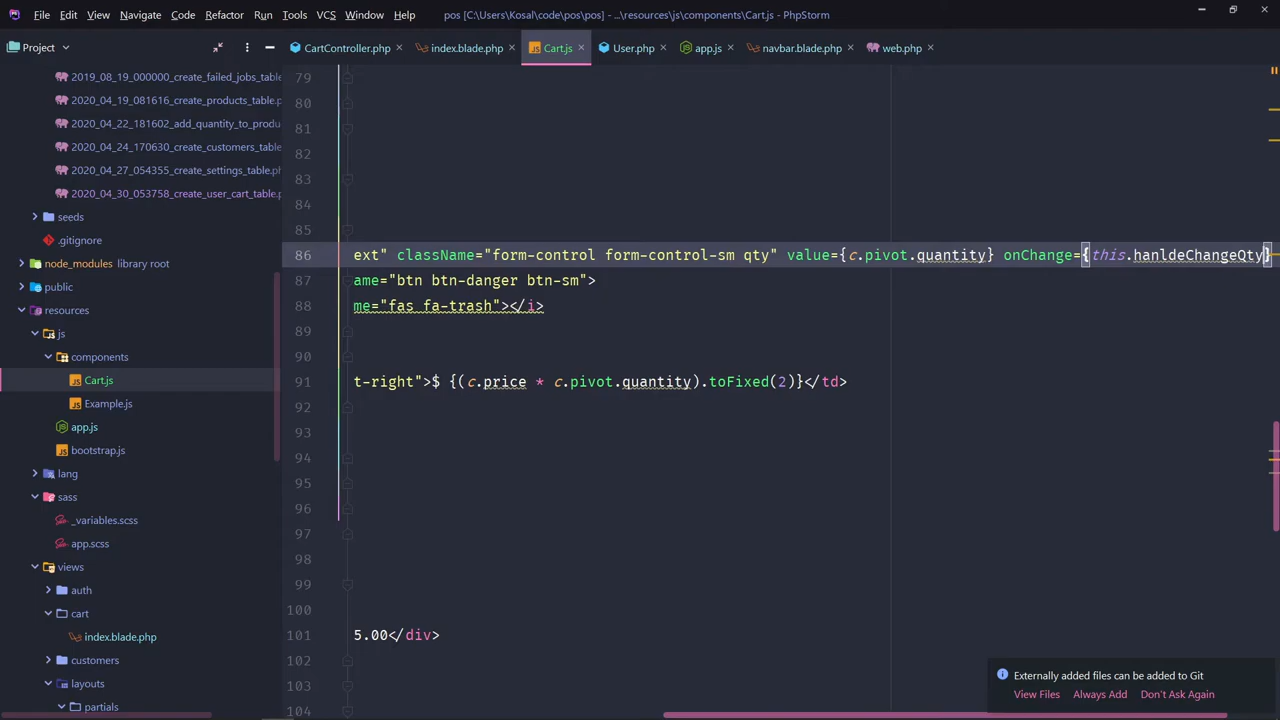 File Edit View Navigate Code Refactor Run Tools VCS Window Help pos [C:\Users\Kosal\code\pos\pos] - ...\resources\js\components\Cart.js - PhpStorm
Project CartController.php index.blade.php Cart.js User.php app.js navbar.blade.php web.php
2019_08_19_000000_create_failed_jobs_table
2020_04_19_081616_create_products_table.p
2020_04_22_181602_add_quantity_to_produ
2020_04_24_170630_create_customers_table
2020_04_27_054355_create_settings_table.ph
2020_04_30_053758_create_user_cart_table.p
seeds
.gitignore
node_modules library root
public
resources
js
components
Cart.js
Example.js
app.js
bootstrap.js
lang
sass
_variables.scss
app.scss
views
auth
cart
index.blade.php
customers
layouts
partials
79
80
81
82
83
84
85
86 ext" className="form-control form-control-sm qty" value={c.pivot.quantity} onChange={this.hanldeChangeQty}
87 ame="btn btn-danger btn-sm">
88 me="fas fa-trash"></i>
89
90
91 t-right">$ {(c.price * c.pivot.quantity).toFixed(2)}</td>
92
93
94
95
96
97
98
99
100
101 5.00</div>
102
103
104
Externally added files can be added to Git
View Files Always Add Don't Ask Again